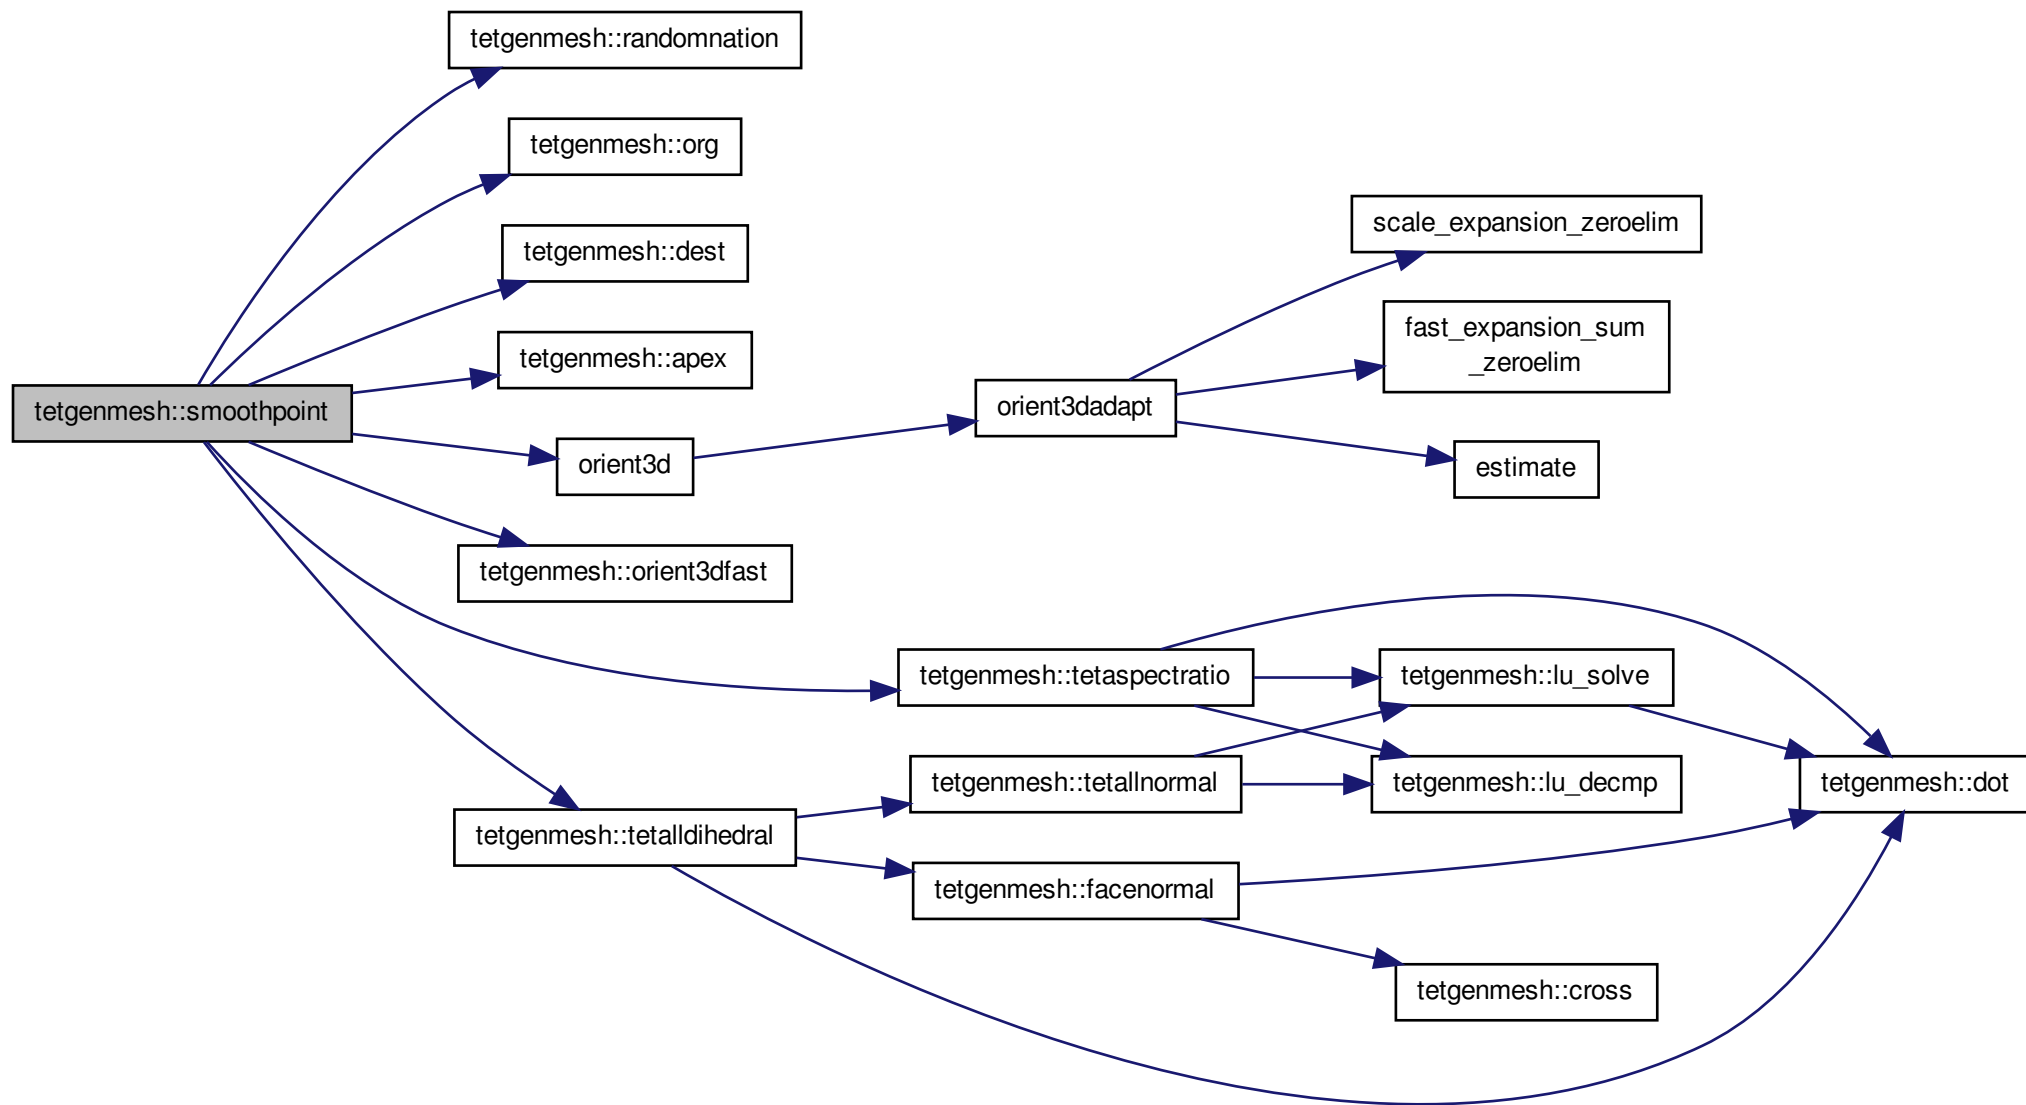 tetgenmesh::randomnation
tetgenmesh::org
tetgenmesh::dest
tetgenmesh::apex
tetgenmesh::smoothpoint
orient3d
tetgenmesh::orient3dfast
orient3dadapt
scale_expansion_zeroelim
fast_expansion_sum
_zeroelim
estimate
tetgenmesh::tetaspectratio
tetgenmesh::lu_solve
tetgenmesh::tetallnormal
tetgenmesh::lu_decmp
tetgenmesh::dot
tetgenmesh::tetalldihedral
tetgenmesh::facenormal
tetgenmesh::cross